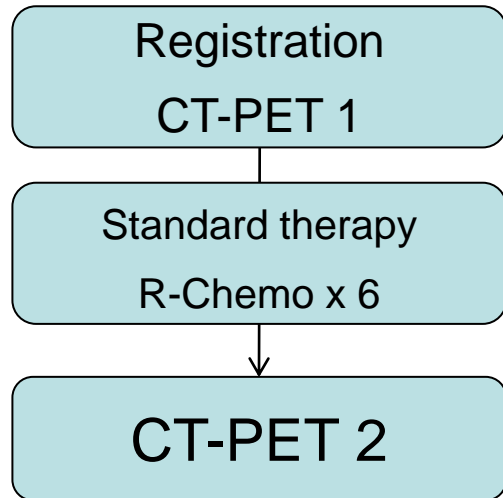 Registration
CT-PET 1
Standard therapy
R-Chemo x 6
CT-PET 2